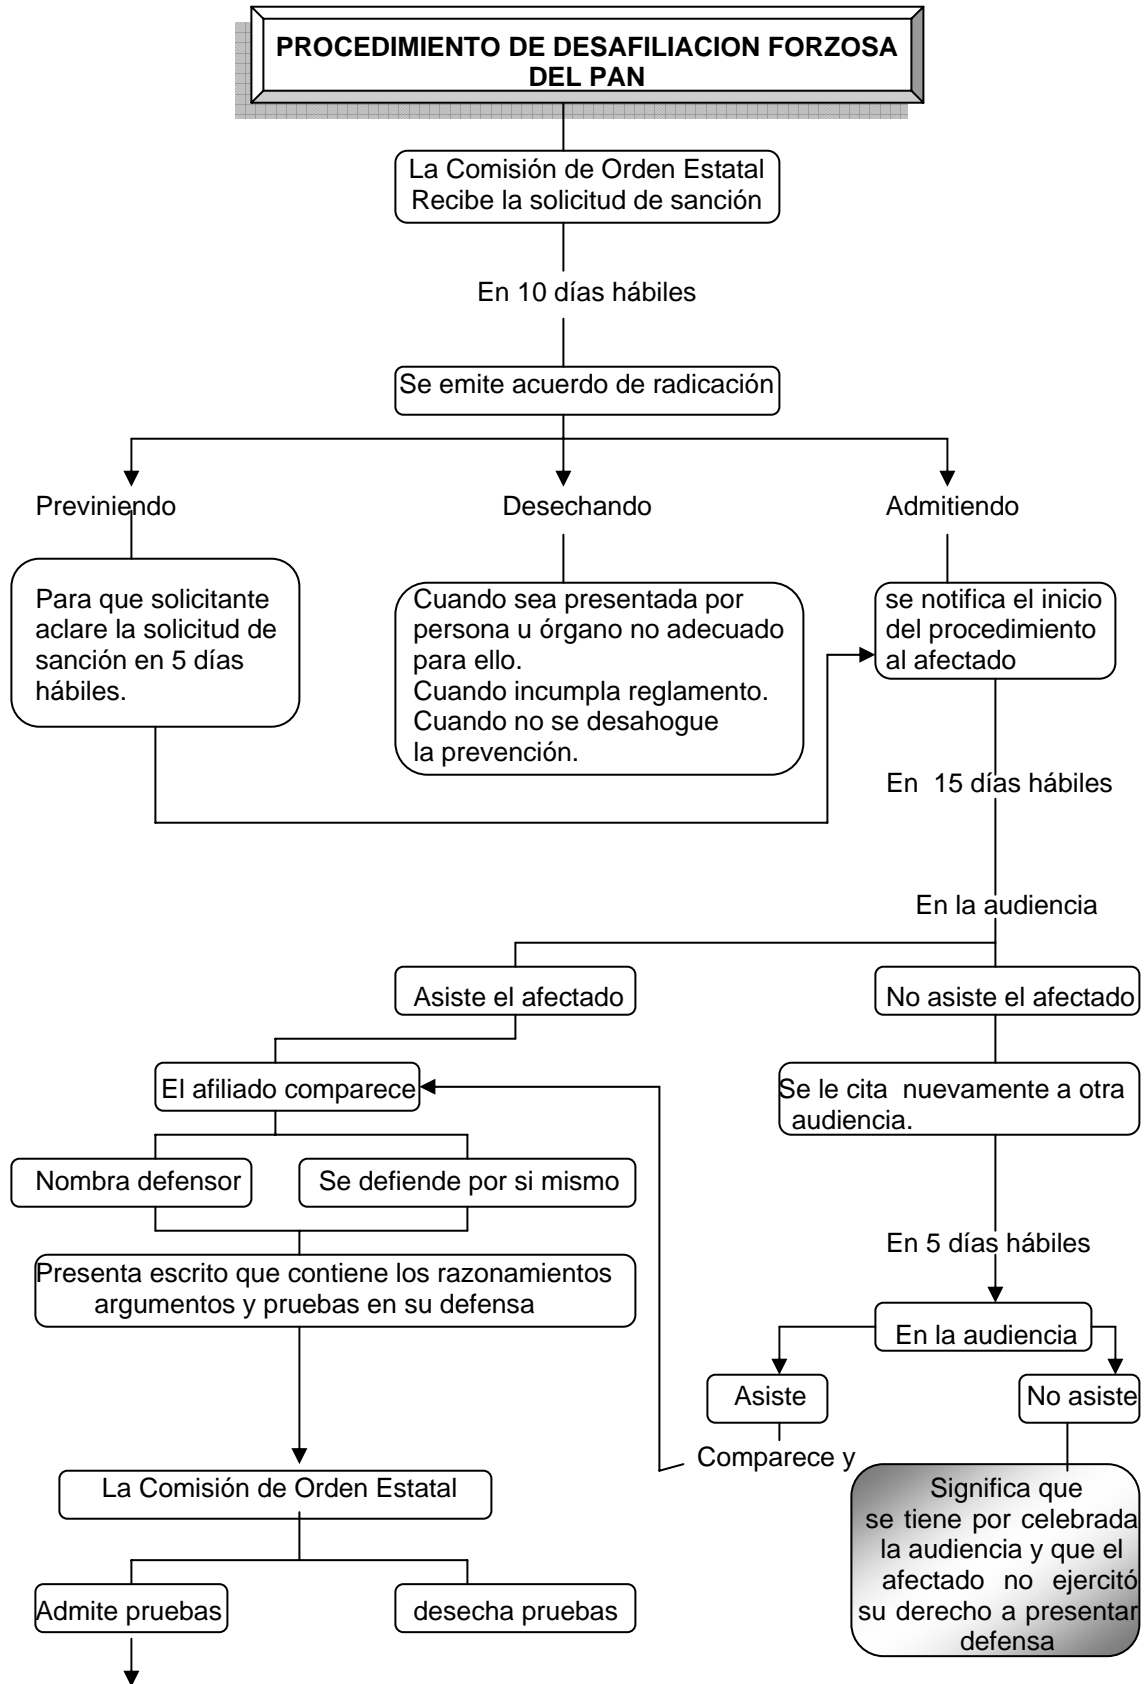 PROCEDIMIENTO DE DESAFILIACION FORZOSA
DEL PAN
La Comisión de Orden Estatal
Recibe la solicitud de sanción
En 10 días hábiles
Se emite acuerdo de radicación
Previniendo
Desechando
Admitiendo
Para que solicitante
aclare la solicitud de
sanción en 5 días
hábiles.
Cuando sea presentada por
persona u órgano no adecuado
para ello.
Cuando incumpla reglamento.
Cuando no se desahogue
la prevención.
se notifica el inicio
del procedimiento
al afectado
En 15 días hábiles
En la audiencia
Asiste el afectado
No asiste el afectado
El afiliado comparece
Se le cita nuevamente a otra
audiencia.
Nombra defensor
Se defiende por si mismo
En 5 días hábiles
Presenta escrito que contiene los razonamientos
argumentos y pruebas en su defensa
En la audiencia
Asiste
No asiste
Comparece y
La Comisión de Orden Estatal
Significa que
se tiene por celebrada
la audiencia y que el
afectado no ejercitó
su derecho a presentar
defensa
Admite pruebas
desecha pruebas